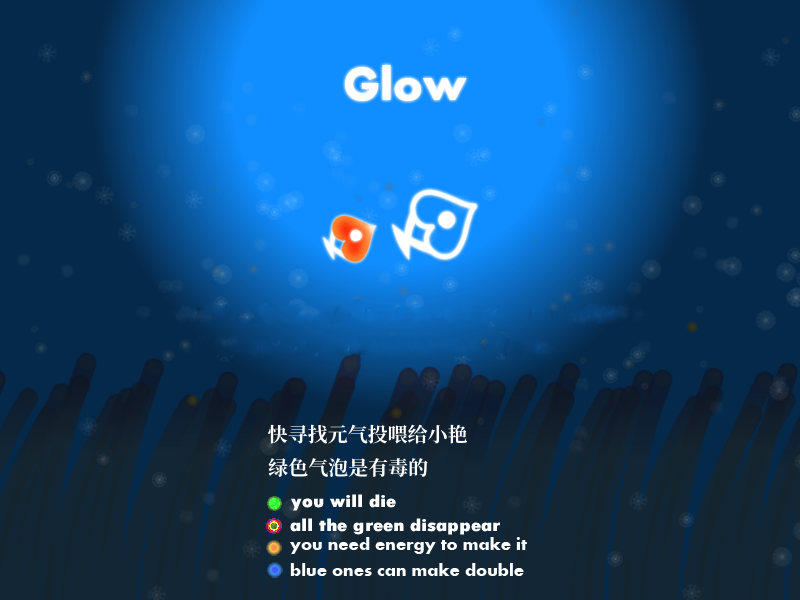 Glow
快寻找元气投喂给小艳
绿色气泡是有毒的
you will die
all the green disappear
you need energy to make it
blue ones can make double